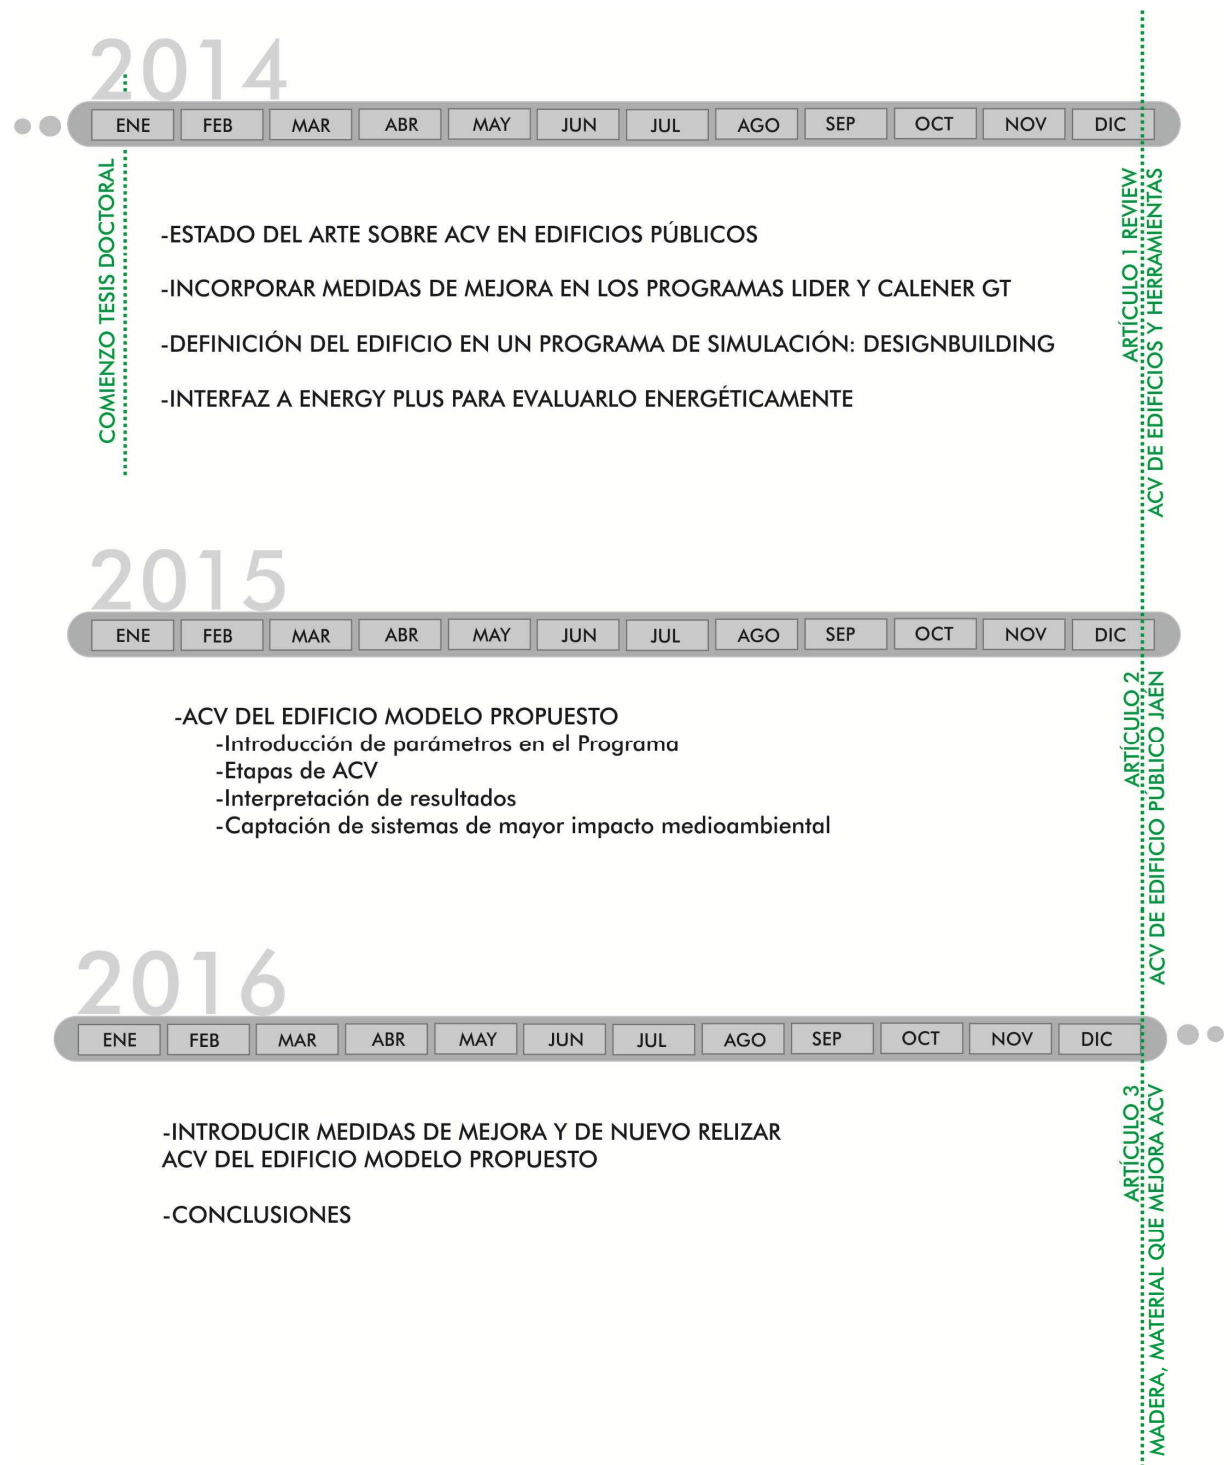 2014
ENE FEB MAR ABR MAY JUN JUL AGO SEP OCT NOV DIC
COMIENZO TESIS DOCTORAL
-ESTADO DEL ARTE SOBRE ACV EN EDIFICIOS PÚBLICOS
-INCORPORAR MEDIDAS DE MEJORA EN LOS PROGRAMAS LIDER Y CALENER GT
-DEFINICIÓN DEL EDIFICIO EN UN PROGRAMA DE SIMULACIÓN: DESIGNBUILDING
-INTERFAZ A ENERGY PLUS PARA EVALUARLO ENERGÉTICAMENTE
ARTÍCULO 1 REVIEW
ACV DE EDIFICIOS Y HERRAMIENTAS
2015
ENE FEB MAR ABR MAY JUN JUL AGO SEP OCT NOV DIC
-ACV DEL EDIFICIO MODELO PROPUESTO
-Introducción de parámetros en el Programa
-Etapas de ACV
-Interpretación de resultados
-Captación de sistemas de mayor impacto medioambiental
ARTÍCULO 2
ACV DE EDIFICIO PÚBLICO JAÉN
2016
ENE FEB MAR ABR MAY JUN JUL AGO SEP OCT NOV DIC
-INTRODUCIR MEDIDAS DE MEJORA Y DE NUEVO RELIZAR
ACV DEL EDIFICIO MODELO PROPUESTO
-CONCLUSIONES
ARTÍCULO 3
MADERA, MATERIAL QUE MEJORA ACV